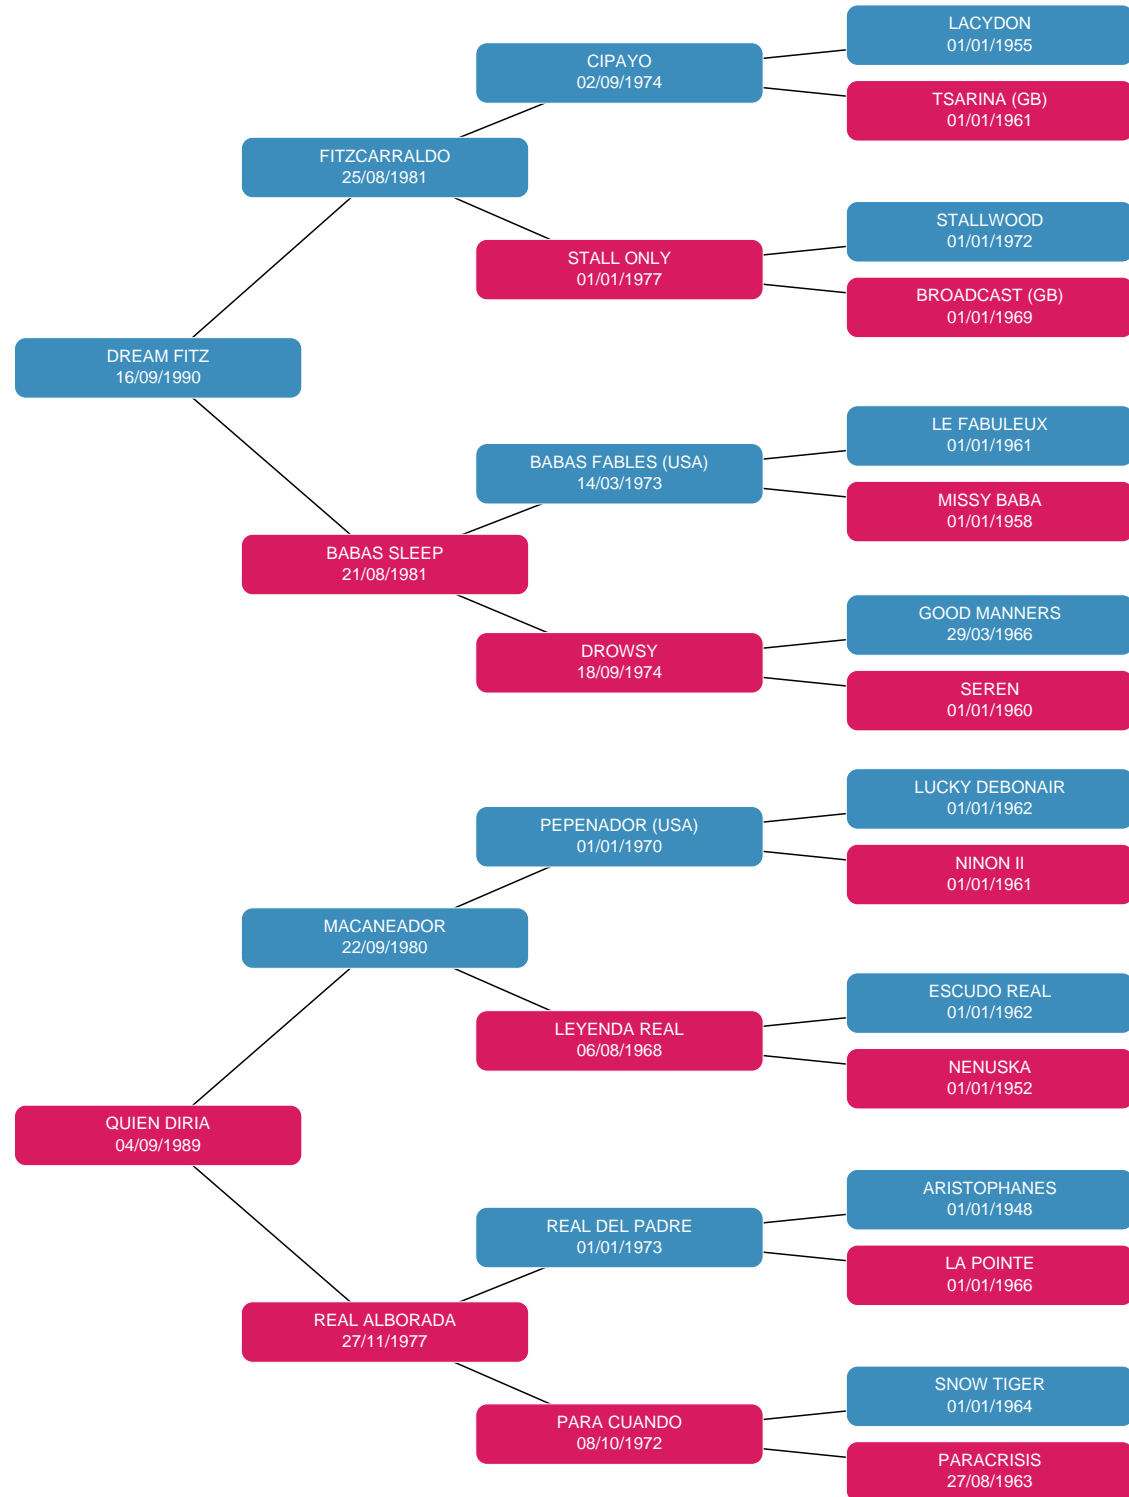 LACYDON
01/01/1955
CIPAYO
02/09/1974
TSARINA (GB)
01/01/1961
FITZCARRALDO
25/08/1981
STALLWOOD
01/01/1972
STALL ONLY
01/01/1977
BROADCAST (GB)
01/01/1969
DREAM FITZ
16/09/1990
LE FABULEUX
01/01/1961
BABAS FABLES (USA)
14/03/1973
MISSY BABA
01/01/1958
BABAS SLEEP
21/08/1981
GOOD MANNERS
29/03/1966
DROWSY
18/09/1974
SEREN
01/01/1960
LUCKY DEBONAIR
01/01/1962
PEPENADOR (USA)
01/01/1970
NINON II
01/01/1961
MACANEADOR
22/09/1980
ESCUDO REAL
01/01/1962
LEYENDA REAL
06/08/1968
NENUSKA
01/01/1952
QUIEN DIRIA
04/09/1989
ARISTOPHANES
01/01/1948
REAL DEL PADRE
01/01/1973
LA POINTE
01/01/1966
REAL ALBORADA
27/11/1977
SNOW TIGER
01/01/1964
PARA CUANDO
08/10/1972
PARACRISIS
27/08/1963